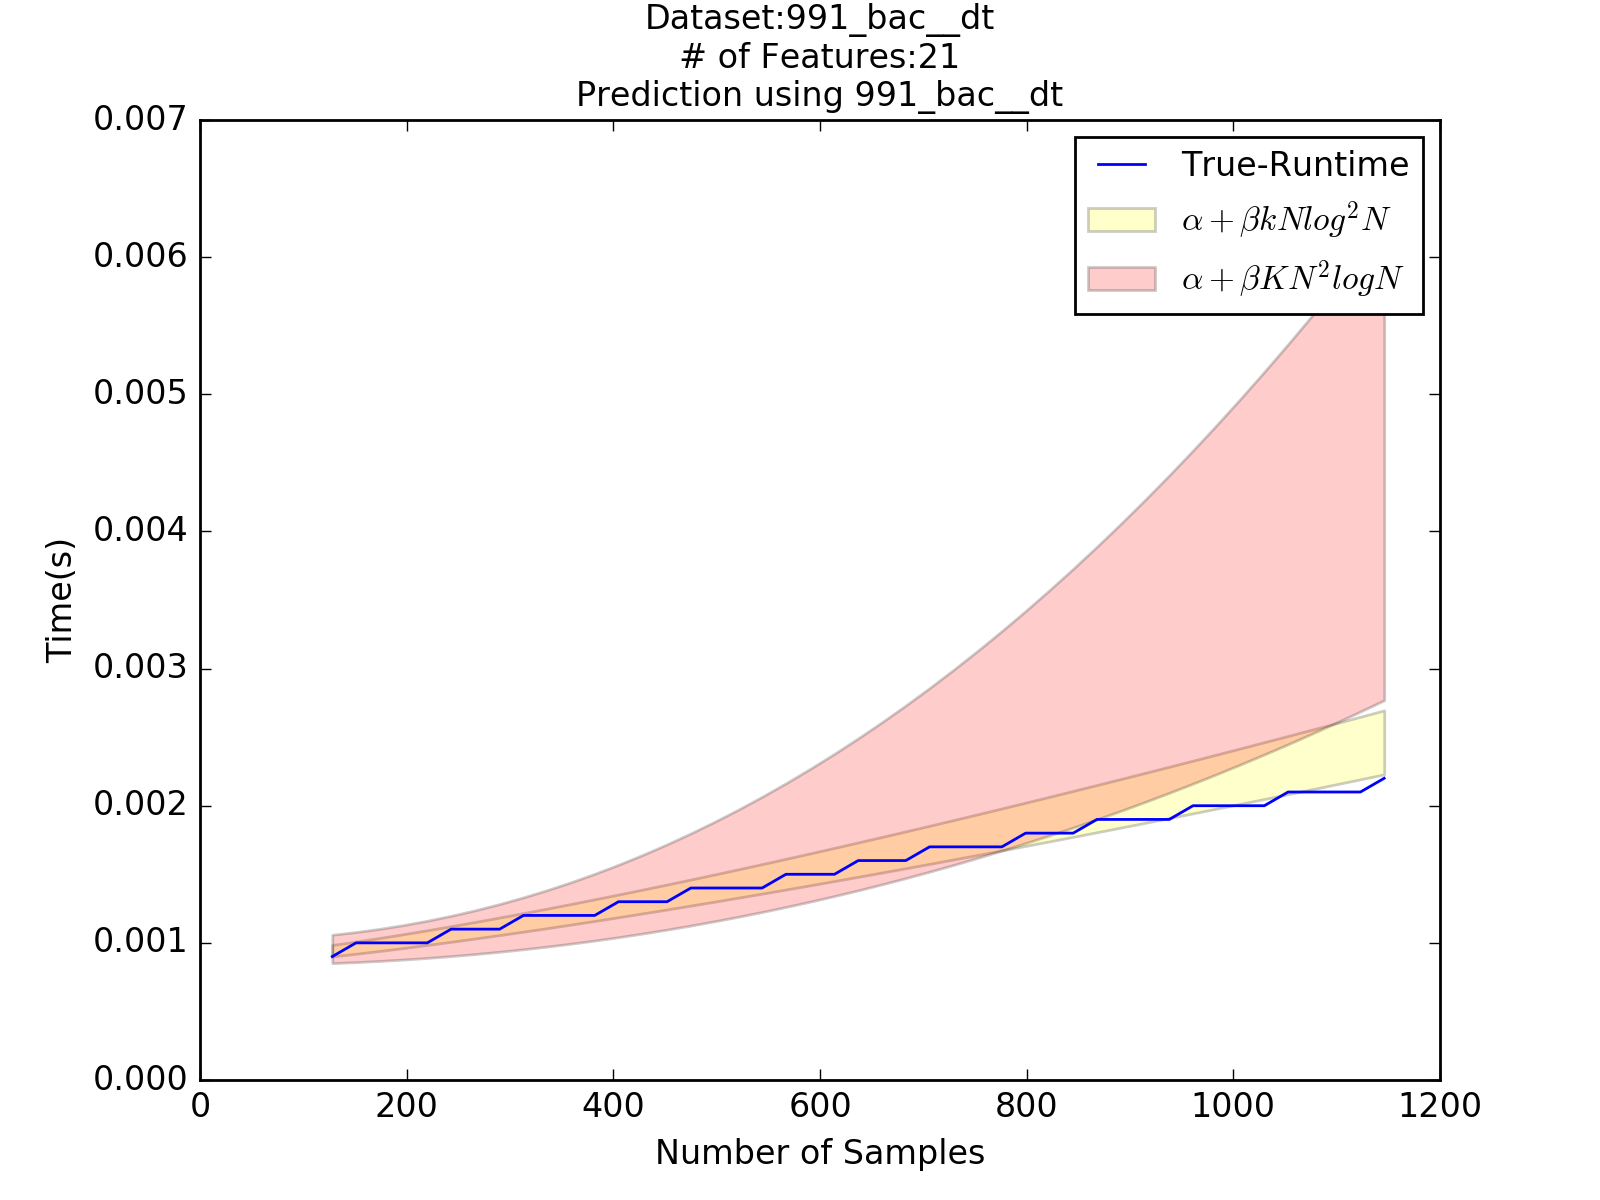 Dataset:991_bac__dt
# of Features:21
Prediction using 991_bac__dt
0.007
0.006
0.005
0.004
0.003
0.002
0.001
0.000
Time(s)
True-Runtime
α + βkNlog²N
α + βKN²logN
0 200 400 600 800 1000 1200
Number of Samples